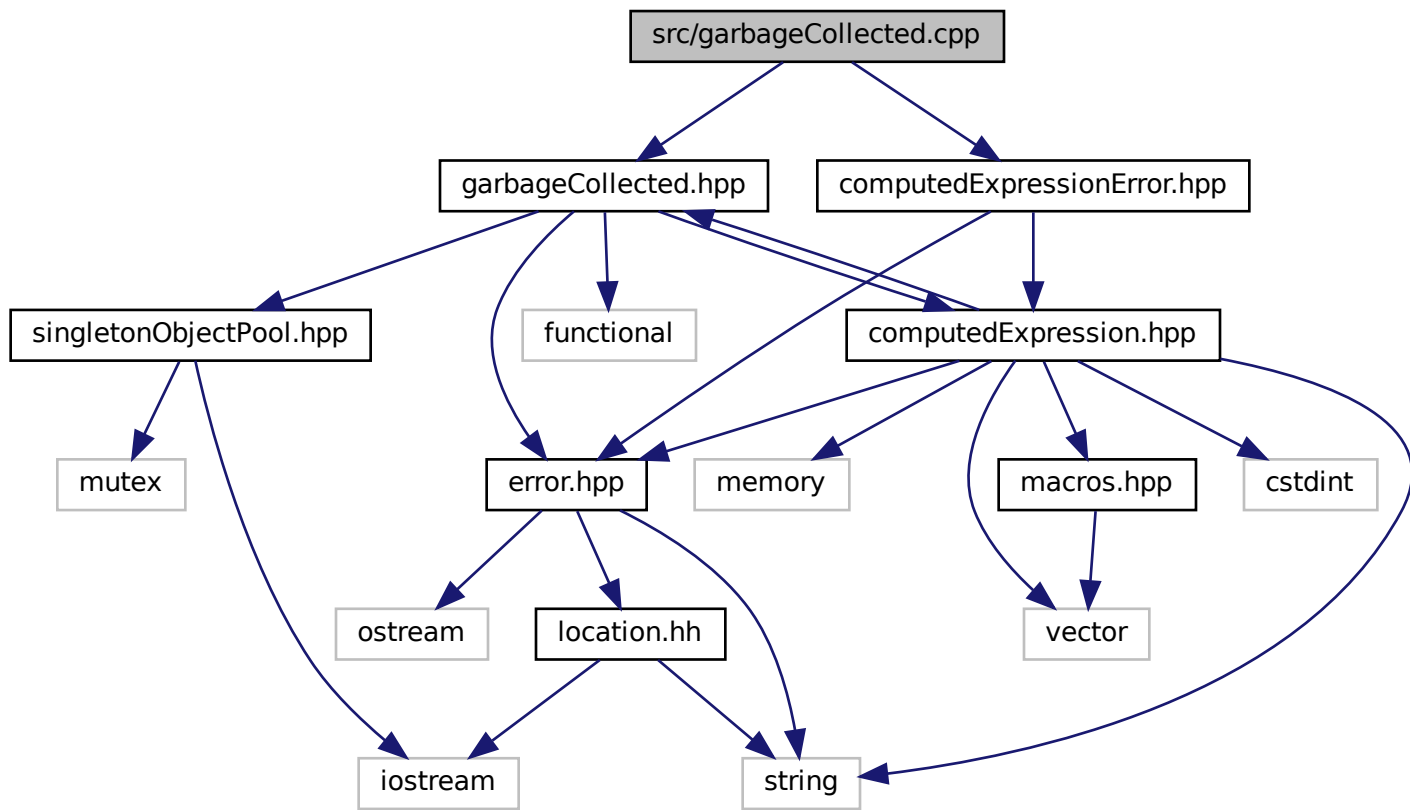 src/garbageCollected.cpp
garbageCollected.hpp
computedExpressionError.hpp
singletonObjectPool.hpp
functional
computedExpression.hpp
mutex
error.hpp
memory
macros.hpp
cstdint
ostream
location.hh
vector
iostream
string